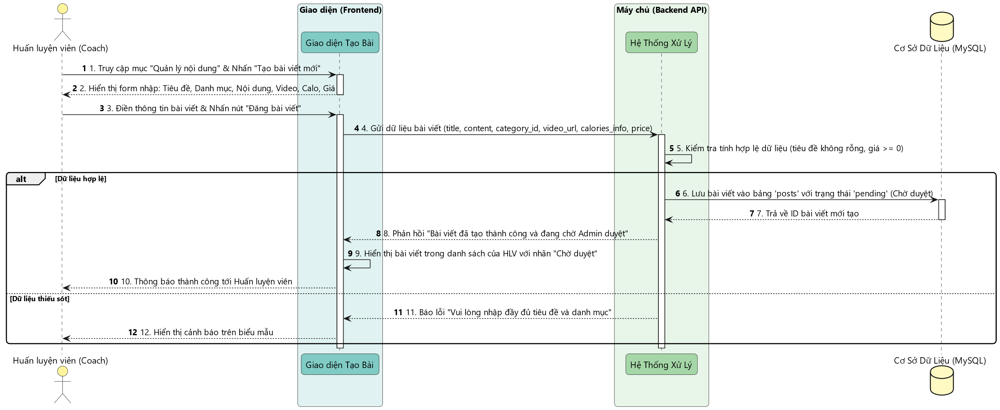 Giao diện (Frontend)
Máy chủ (Backend API)
Huấn luyện viên (Coach)
Giao diện Tạo Bài
Hệ Thống Xử Lý
Cơ Sở Dữ Liệu (MySQL)
1 1. Truy cập mục "Quản lý nội dung" & Nhấn "Tạo bài viết mới"
2 2. Hiển thị form nhập: Tiêu đề, Danh mục, Nội dung, Video, Calo, Giá
3 3. Điền thông tin bài viết & Nhấn nút "Đăng bài viết"
4 4. Gửi dữ liệu bài viết (title, content, category_id, video_url, calories_info, price)
5 5. Kiểm tra tính hợp lệ dữ liệu (tiêu đề không rỗng, giá >= 0)
alt [Dữ liệu hợp lệ]
6 6. Lưu bài viết vào bảng 'posts' với trạng thái 'pending' (Chờ duyệt)
7 7. Trả về ID bài viết mới tạo
8 8. Phản hồi "Bài viết đã tạo thành công và đang chờ Admin duyệt"
9 9. Hiển thị bài viết trong danh sách của HLV với nhãn "Chờ duyệt"
10 10. Thông báo thành công tới Huấn luyện viên
[Dữ liệu thiếu sót]
11 11. Báo lỗi "Vui lòng nhập đầy đủ tiêu đề và danh mục"
12 12. Hiển thị cảnh báo trên biểu mẫu
Huấn luyện viên (Coach)
Giao diện Tạo Bài
Hệ Thống Xử Lý
Cơ Sở Dữ Liệu (MySQL)